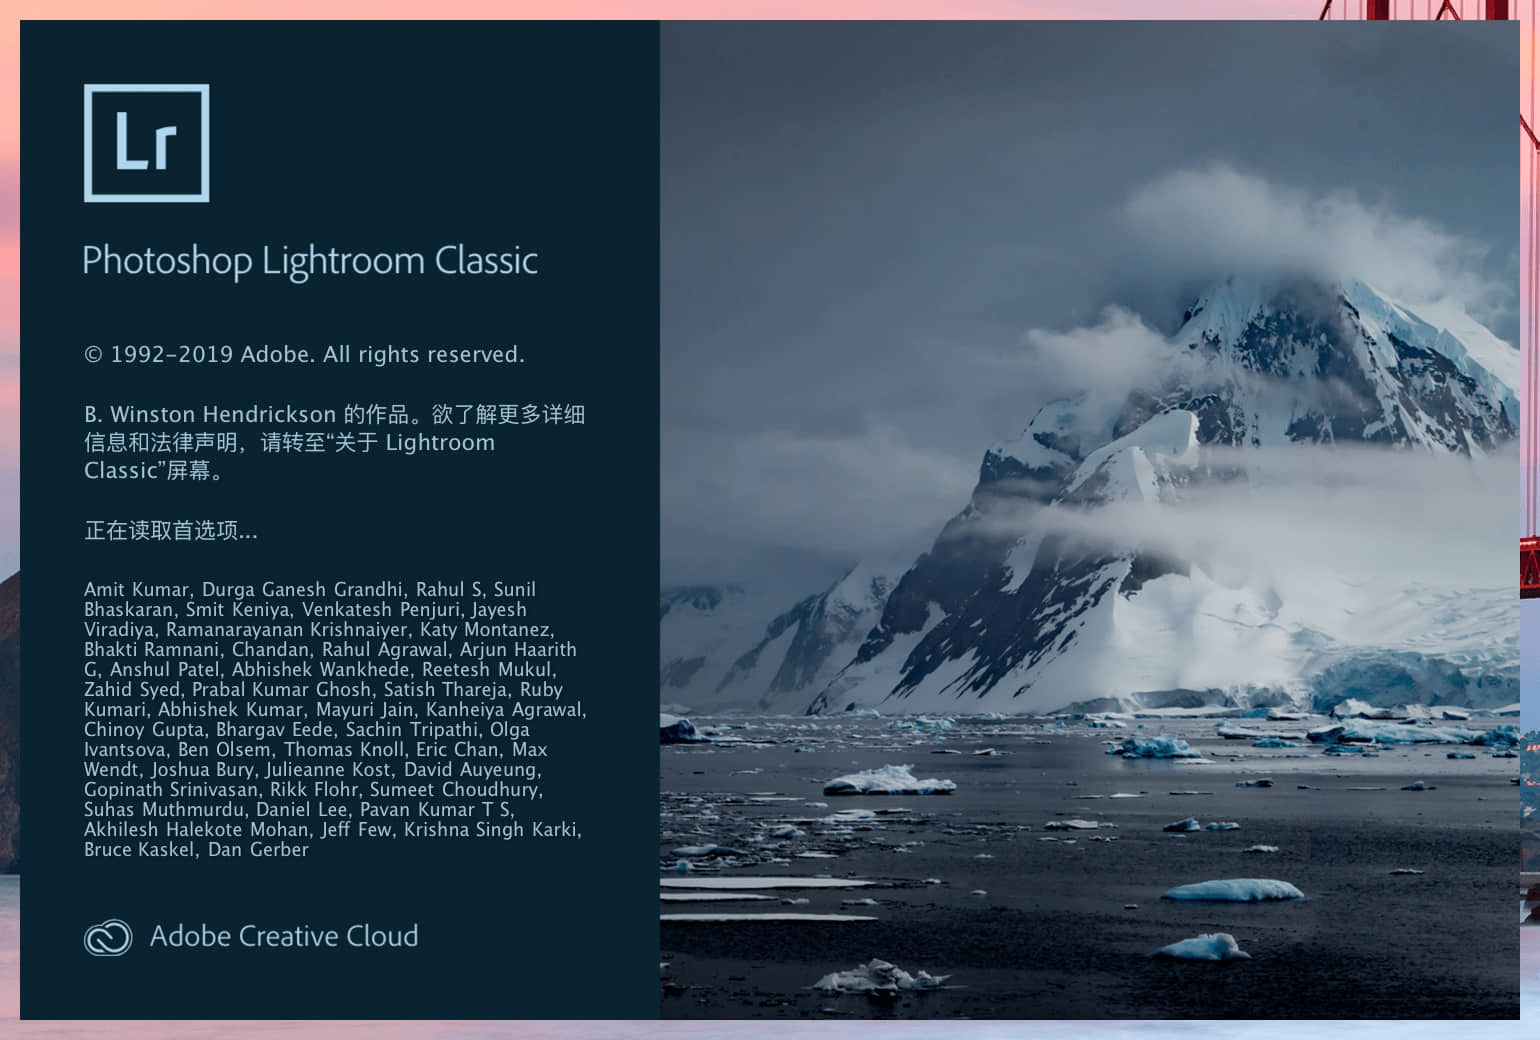 Lr
Photoshop Lightroom Classic
© 1992-2019 Adobe. All rights reserved.
B. Winston Hendrickson 的作品。欲了解更多详细
信息和法律声明，请转至“关于 Lightroom
Classic”屏幕。
正在读取首选项...
Amit Kumar, Durga Ganesh Grandhi, Rahul S, Sunil
Bhaskaran, Smit Keniya, Venkatesh Penjuri, Jayesh
Viradiya, Ramanarayanan Krishnaiyer, Katy Montanez,
Bhakti Ramnani, Chandan, Rahul Agrawal, Arjun Haarith
G, Anshul Patel, Abhishek Wankhede, Reetesh Mukul,
Zahid Syed, Prabal Kumar Ghosh, Satish Thareja, Ruby
Kumari, Abhishek Kumar, Mayuri Jain, Kanheiya Agrawal,
Chinoy Gupta, Bhargav Eede, Sachin Tripathi, Olga
Ivantsova, Ben Olsem, Thomas Knoll, Eric Chan, Max
Wendt, Joshua Bury, Julieanne Kost, David Auyeung,
Gopinath Srinivasan, Rikk Flohr, Sumeet Choudhury,
Suhas Muthmurdu, Daniel Lee, Pavan Kumar T S,
Akhilesh Halekote Mohan, Jeff Few, Krishna Singh Karki,
Bruce Kaskel, Dan Gerber
Adobe Creative Cloud